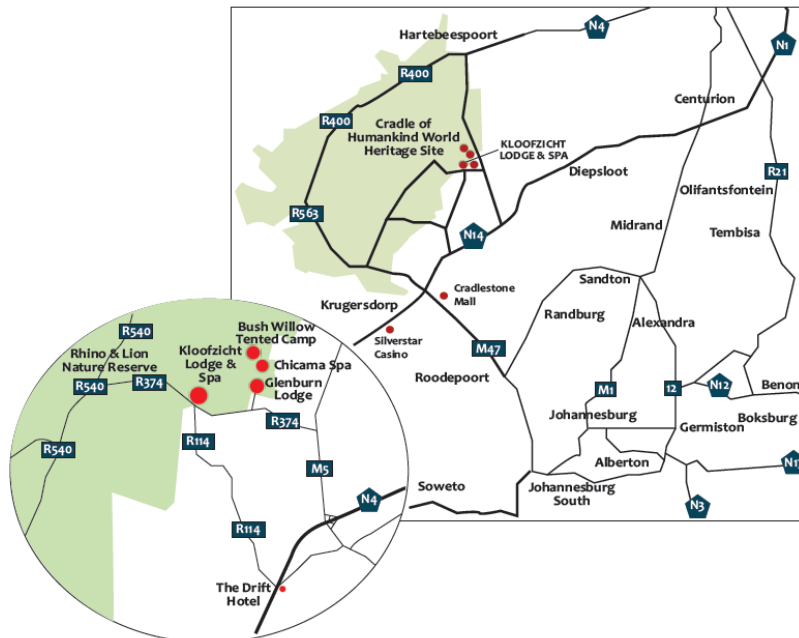 Hartebeespoort
N4
N1
R400
Centurion
R400
Cradle of
Humankind World
Heritage Site
KLOOFZICHT
LODGE & SPA
Diepsloot
R21
Olifantsfontein
R563
Midrand
Tembisa
N14
Krugersdorp
Cradlestone
Mall
Sandton
Randburg
Alexandra
Silverstar
Casino
M47
Roodepoort
M1
12
N12
Benon
Johannesburg
Boksburg
Germiston
Alberton
N1
Soweto
Johannesburg
South
N3
R540
Bush Willow
Tented Camp
Rhino & Lion
Nature Reserve
Kloofzicht
Lodge &
Spa
Chicama Spa
R540
R374
Glenburn
Lodge
R374
R114
R540
M5
N4
R114
The Drift
Hotel